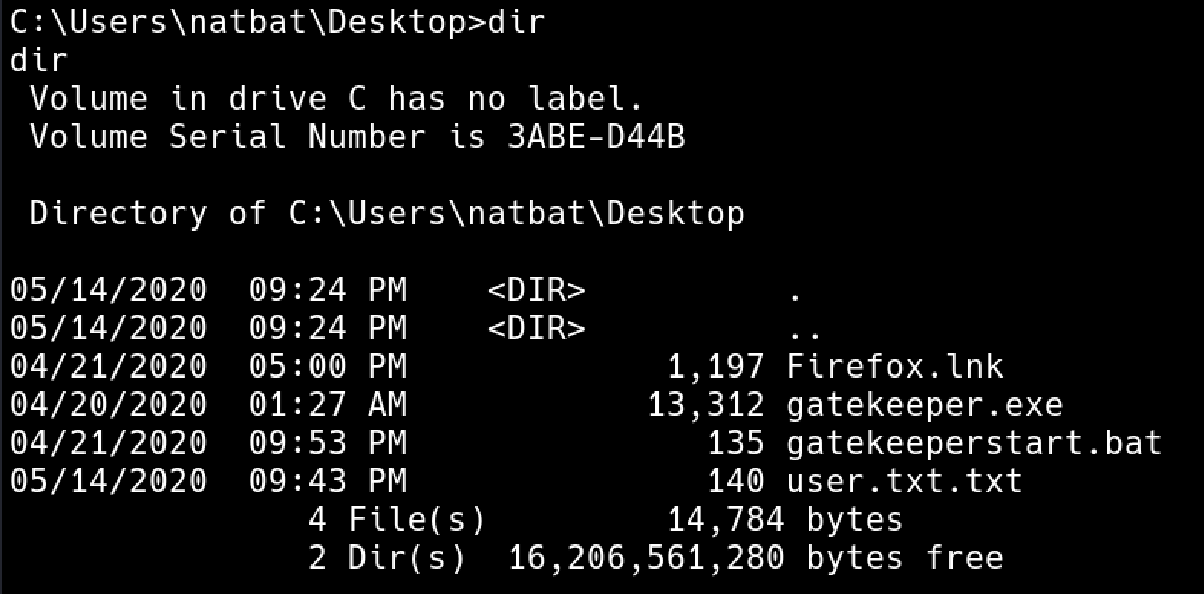 C:\Users\natbat\Desktop>dir
dir
 Volume in drive C has no label.
 Volume Serial Number is 3ABE-D44B

 Directory of C:\Users\natbat\Desktop

05/14/2020  09:24 PM    <DIR>          .
05/14/2020  09:24 PM    <DIR>          ..
04/21/2020  05:00 PM             1,197 Firefox.lnk
04/20/2020  01:27 AM            13,312 gatekeeper.exe
04/21/2020  09:53 PM               135 gatekeeperstart.bat
05/14/2020  09:43 PM               140 user.txt.txt
               4 File(s)         14,784 bytes
               2 Dir(s)  16,206,561,280 bytes free